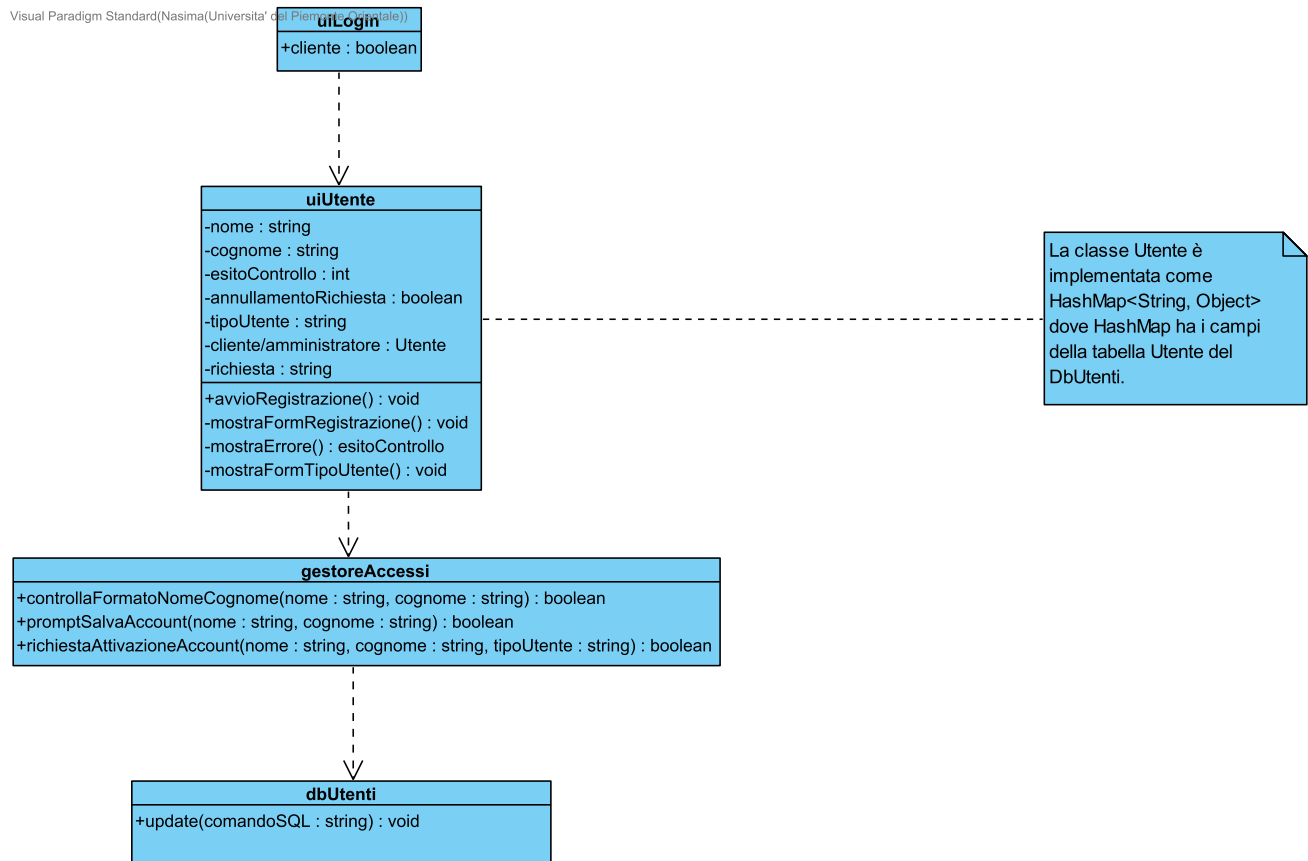 Visual Paradigm Standard(Nasima(Universita' del Piemonte Orientale))
uiLogin
+cliente : boolean
uiUtente
-nome : string
-cognome : string
-esitoControllo : int
-annullamentoRichiesta : boolean
-tipoUtente : string
-cliente/amministratore : Utente
-richiesta : string
+avvioRegistrazione() : void
-mostraFormRegistrazione() : void
-mostraErrore() : esitoControllo
-mostraFormTipoUtente() : void
La classe Utente è
implementata come
HashMap<String, Object>
dove HashMap ha i campi
della tabella Utente del
DbUtenti.
gestoreAccessi
+controllaFormatoNomeCognome(nome : string, cognome : string) : boolean
+promptSalvaAccount(nome : string, cognome : string) : boolean
+richiestaAttivazioneAccount(nome : string, cognome : string, tipoUtente : string) : boolean
dbUtenti
+update(comandoSQL : string) : void